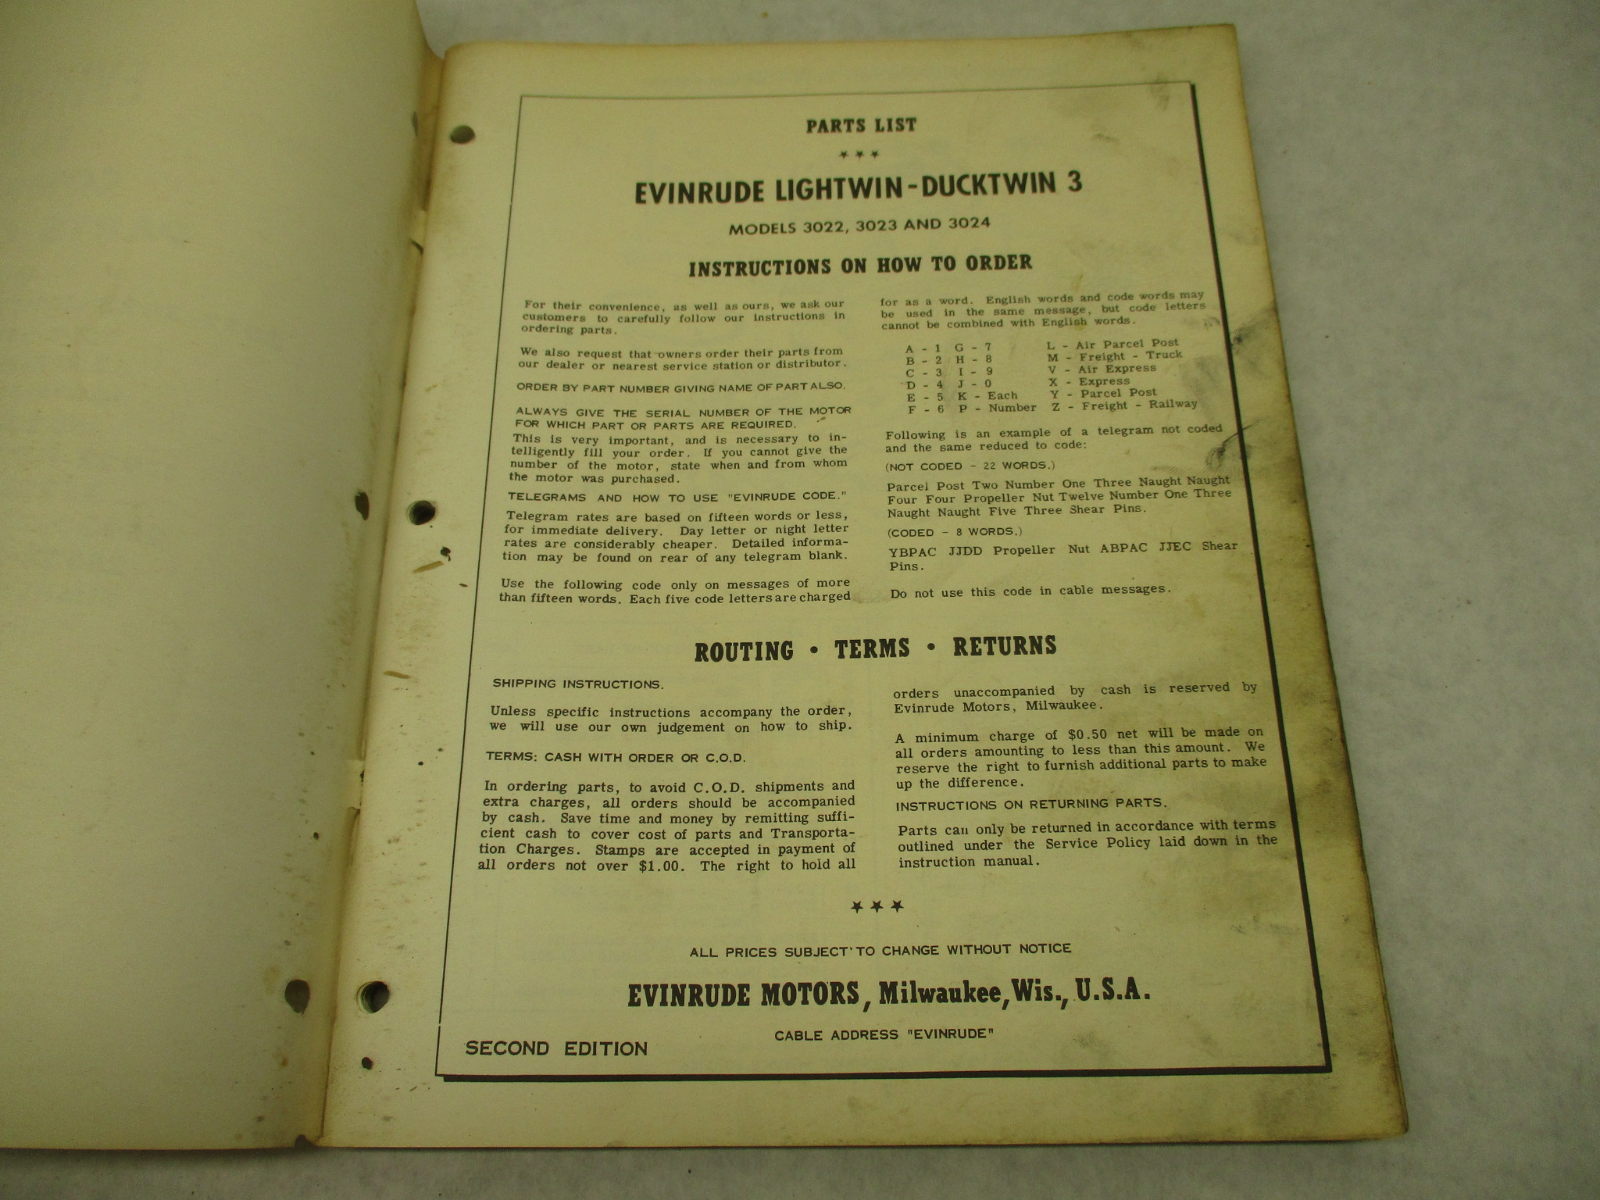 PARTS LIST
★ ★ ★
EVINRUDE LIGHTWIN-DUCKTWIN 3
MODELS 3022, 3023 AND 3024
INSTRUCTIONS ON HOW TO ORDER
For their convenience, as well as ours, we ask our
customers to carefully follow our instructions in
ordering parts.
We also request that owners order their parts from
our dealer or nearest service station or distributor.
ORDER BY PART NUMBER GIVING NAME OF PART ALSO.
ALWAYS GIVE THE SERIAL NUMBER OF THE MOTOR
FOR WHICH PART OR PARTS ARE REQUIRED.
This is very important, and is necessary to in-
telligently fill your order. If you cannot give the
number of the motor, state when and from whom
the motor was purchased.
TELEGRAMS AND HOW TO USE "EVINRUDE CODE."
Telegram rates are based on fifteen words or less,
for immediate delivery. Day letter or night letter
rates are considerably cheaper. Detailed informa-
tion may be found on rear of any telegram blank.
Use the following code only on messages of more
than fifteen words. Each five code letters are charged
for as a word. English words and code words may
be used in the same message, but code letters
cannot be combined with English words.
A - 1 G - 7 L - Air Parcel Post
B - 2 H - 8 M - Freight - Truck
C - 3 I - 9 V - Air Express
D - 4 J - 0 X - Express
E - 5 K - Each Y - Parcel Post
F - 6 P - Number Z - Freight - Railway
Following is an example of a telegram not coded
and the same reduced to code:
(NOT CODED - 22 WORDS.)
Parcel Post Two Number One Three Naught Naught
Four Four Propeller Nut Twelve Number One Three
Naught Naught Five Three Shear Pins.
(CODED - 8 WORDS.)
YBPAC JJDD Propeller Nut ABPAC JJEC Shear
Pins.
Do not use this code in cable messages.
ROUTING • TERMS • RETURNS
SHIPPING INSTRUCTIONS.
Unless specific instructions accompany the order,
we will use our own judgement on how to ship.
TERMS: CASH WITH ORDER OR C.O.D.
In ordering parts, to avoid C.O.D. shipments and
extra charges, all orders should be accompanied
by cash. Save time and money by remitting suffi-
cient cash to cover cost of parts and Transporta-
tion Charges. Stamps are accepted in payment of
all orders not over $1.00. The right to hold all
orders unaccompanied by cash is reserved by
Evinrude Motors, Milwaukee.
A minimum charge of $0.50 net will be made on
all orders amounting to less than this amount. We
reserve the right to furnish additional parts to make
up the difference.
INSTRUCTIONS ON RETURNING PARTS.
Parts can only be returned in accordance with terms
outlined under the Service Policy laid down in the
instruction manual.
★ ★ ★
ALL PRICES SUBJECT TO CHANGE WITHOUT NOTICE
EVINRUDE MOTORS, Milwaukee, Wis., U.S.A.
CABLE ADDRESS "EVINRUDE"
SECOND EDITION